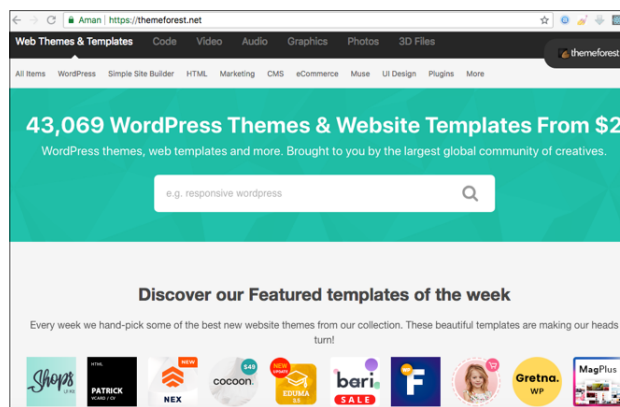 Aman https://themeforest.net
Web Themes & Templates Code Video Audio Graphics Photos 3D Files
themeforest
All Items WordPress Simple Site Builder HTML Marketing CMS eCommerce Muse UI Design Plugins More
43,069 WordPress Themes & Website Templates From $2
WordPress themes, web templates and more. Brought to you by the largest global community of creatives.
e.g. responsive wordpress
Discover our Featured templates of the week
Every week we hand-pick some of the best new website themes from our collection. These beautiful templates are making our heads
turn!
Shops
HTML
PATRICK
VCARD / CV
NEW
NEX
$49
cocoon.
NEW
UPDATE
EDUMA
bari.
SALE
F
Gretna.
WP
MagPlus